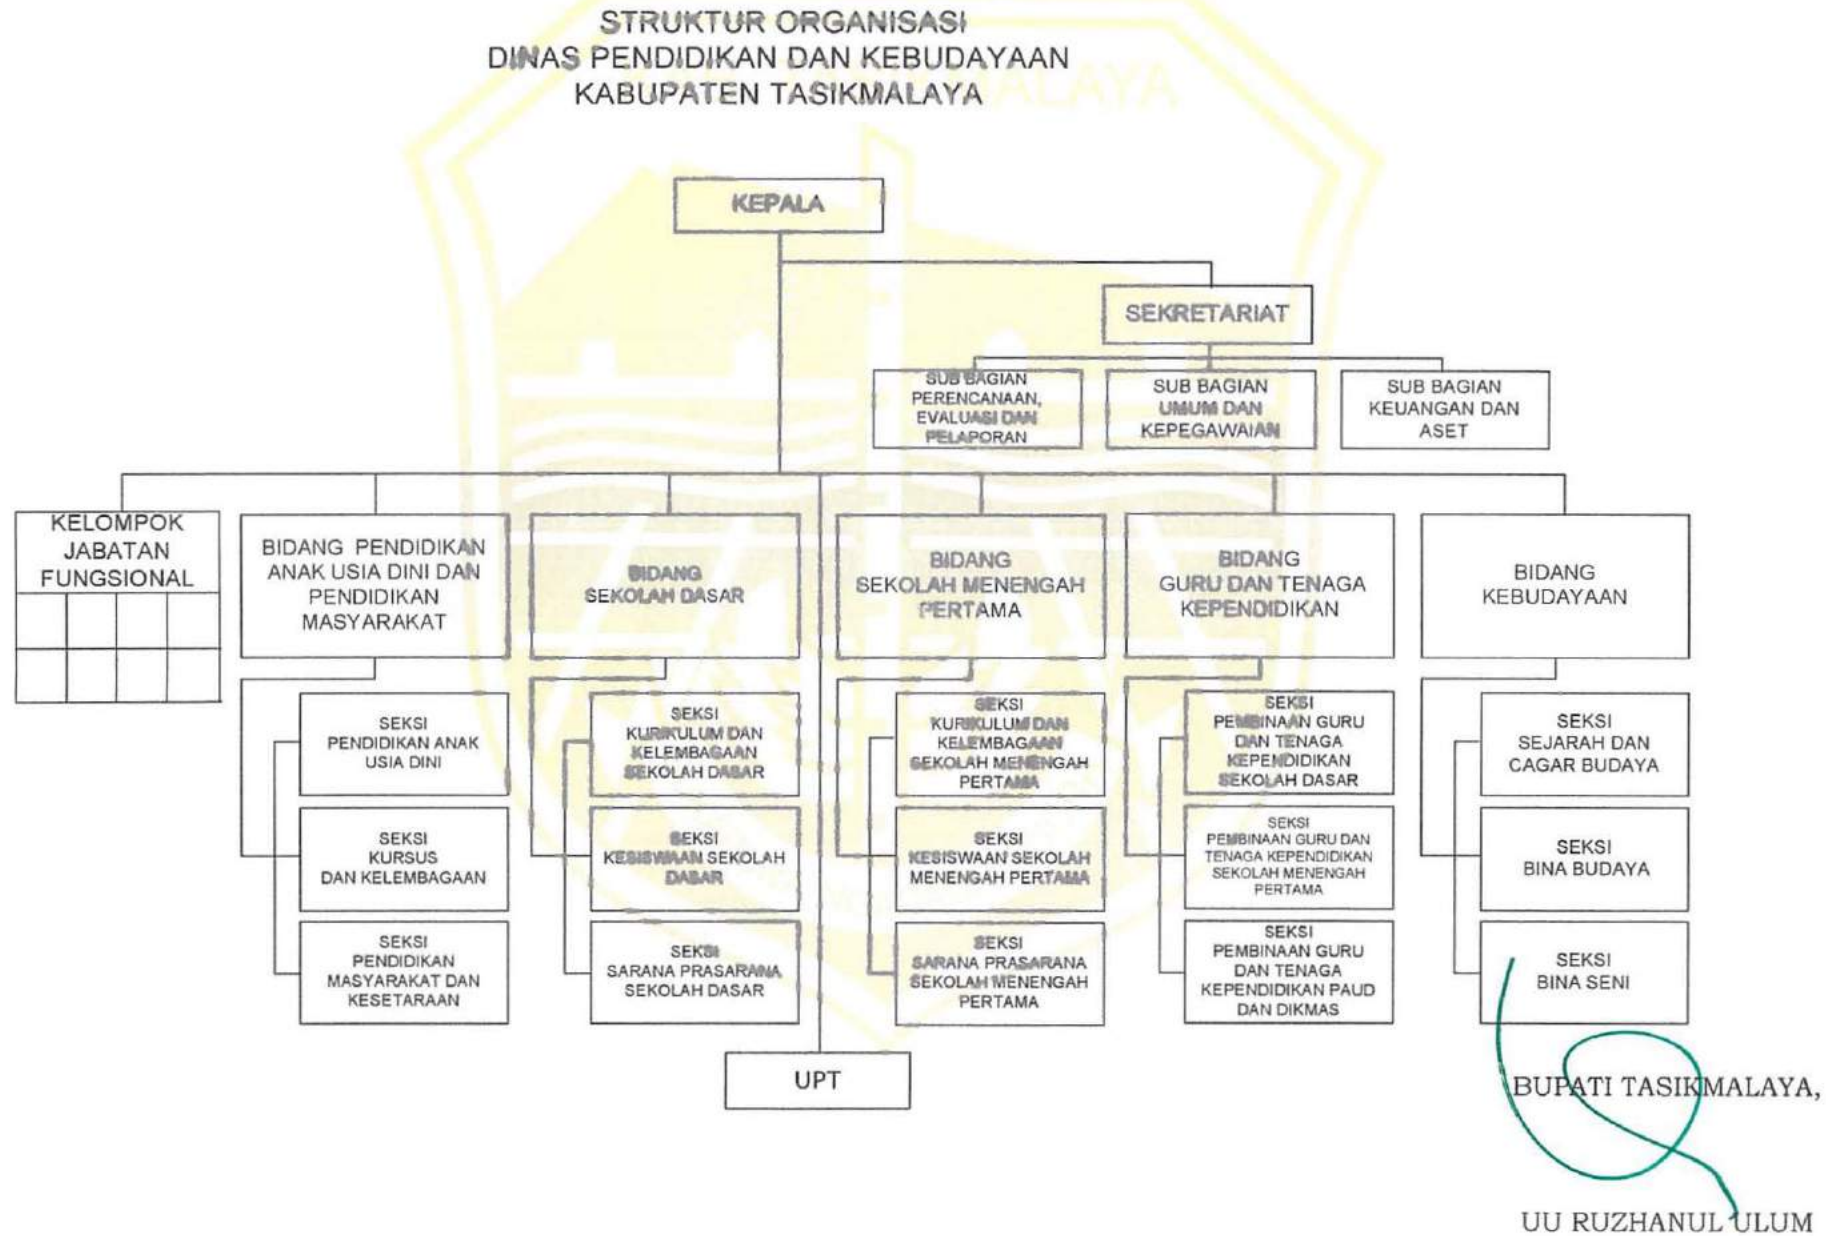 STRUKTUR ORGANISASI
DINAS PENDIDIKAN DAN KEBUDAYAAN
KABUPATEN TASIKMALAYA
KEPALA
SEKRETARIAT
SUB BAGIAN
PERENCANAAN,
EVALUASI DAN
PELAPORAN
SUB BAGIAN
UMUM DAN
KEPEGAWAIAN
SUB BAGIAN
KEUANGAN DAN
ASET
KELOMPOK
JABATAN
FUNGSIONAL
BIDANG PENDIDIKAN
ANAK USIA DINI DAN
PENDIDIKAN
MASYARAKAT
BIDANG
SEKOLAH DASAR
BIDANG
SEKOLAH MENENGAH
PERTAMA
BIDANG
GURU DAN TENAGA
KEPENDIDIKAN
BIDANG
KEBUDAYAAN
SEKSI
PENDIDIKAN ANAK
USIA DINI
SEKSI
KURSUS
DAN KELEMBAGAAN
SEKSI
PENDIDIKAN
MASYARAKAT DAN
KESETARAAN
SEKSI
KURIKULUM DAN
KELEMBAGAAN
SEKOLAH DASAR
SEKSI
KESISWAAN SEKOLAH
DASAR
SEKSI
SARANA PRASARANA
SEKOLAH DASAR
SEKSI
KURIKULUM DAN
KELEMBAGAAN
SEKOLAH MENENGAH
PERTAMA
SEKSI
KESISWAAN SEKOLAH
MENENGAH PERTAMA
SEKSI
SARANA PRASARANA
SEKOLAH MENENGAH
PERTAMA
SEKSI
PEMBINAAN GURU
DAN TENAGA
KEPENDIDIKAN
SEKOLAH DASAR
SEKSI
PEMBINAAN GURU DAN
TENAGA KEPENDIDIKAN
SEKOLAH MENENGAH
PERTAMA
SEKSI
PEMBINAAN GURU
DAN TENAGA
KEPENDIDIKAN PAUD
DAN DIKMAS
SEKSI
SEJARAH DAN
CAGAR BUDAYA
SEKSI
BINA BUDAYA
SEKSI
BINA SENI
UPT
BUPATI TASIKMALAYA,
UU RUZHANUL ULUM